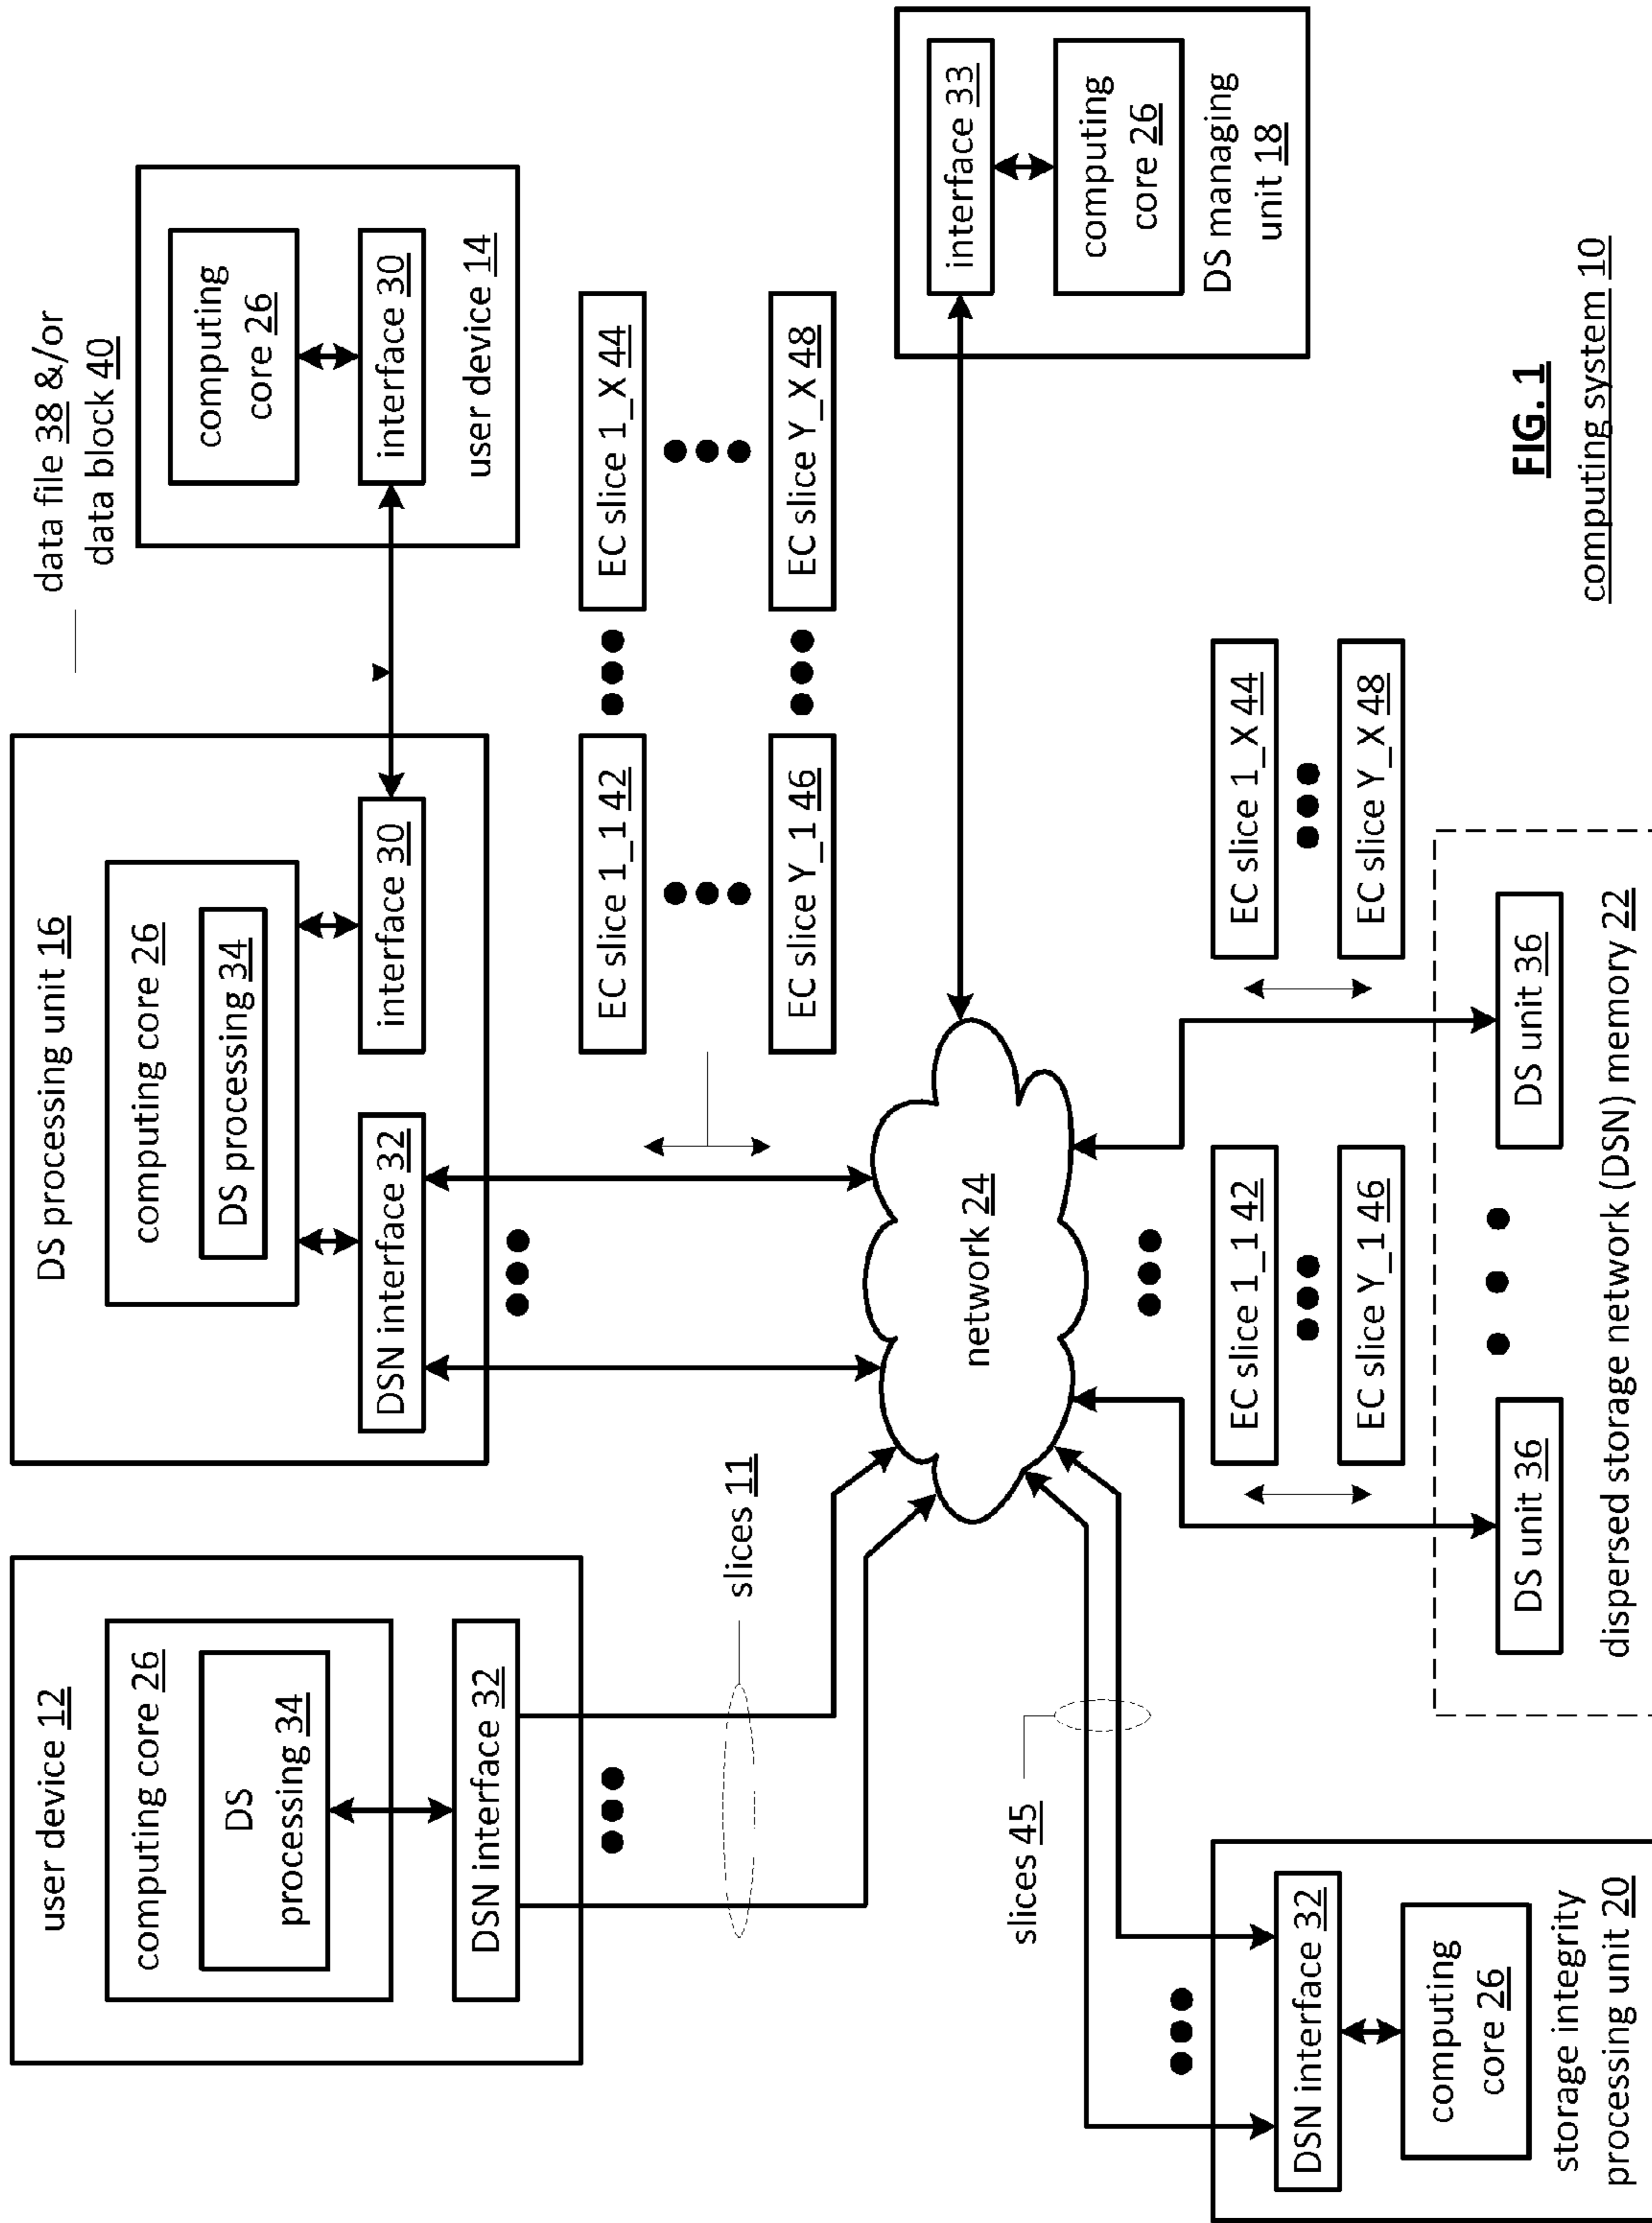 user device 12
computing core 26
DS
processing 34
DSN interface 32
slices 11
DS processing unit 16
computing core 26
DS processing 34
DSN interface 32
interface 30
data file 38 &/or
data block 40
computing
core 26
interface 30
user device 14
EC slice 1_1 42
EC slice 1_X 44
EC slice Y_1 46
EC slice Y_X 48
network 24
interface 33
computing
core 26
DS managing
unit 18
slices 45
DSN interface 32
computing
core 26
storage integrity
processing unit 20
EC slice 1_1 42
EC slice Y_1 46
EC slice 1_X 44
EC slice Y_X 48
DS unit 36
DS unit 36
dispersed storage network (DSN) memory 22
FIG. 1
computing system 10